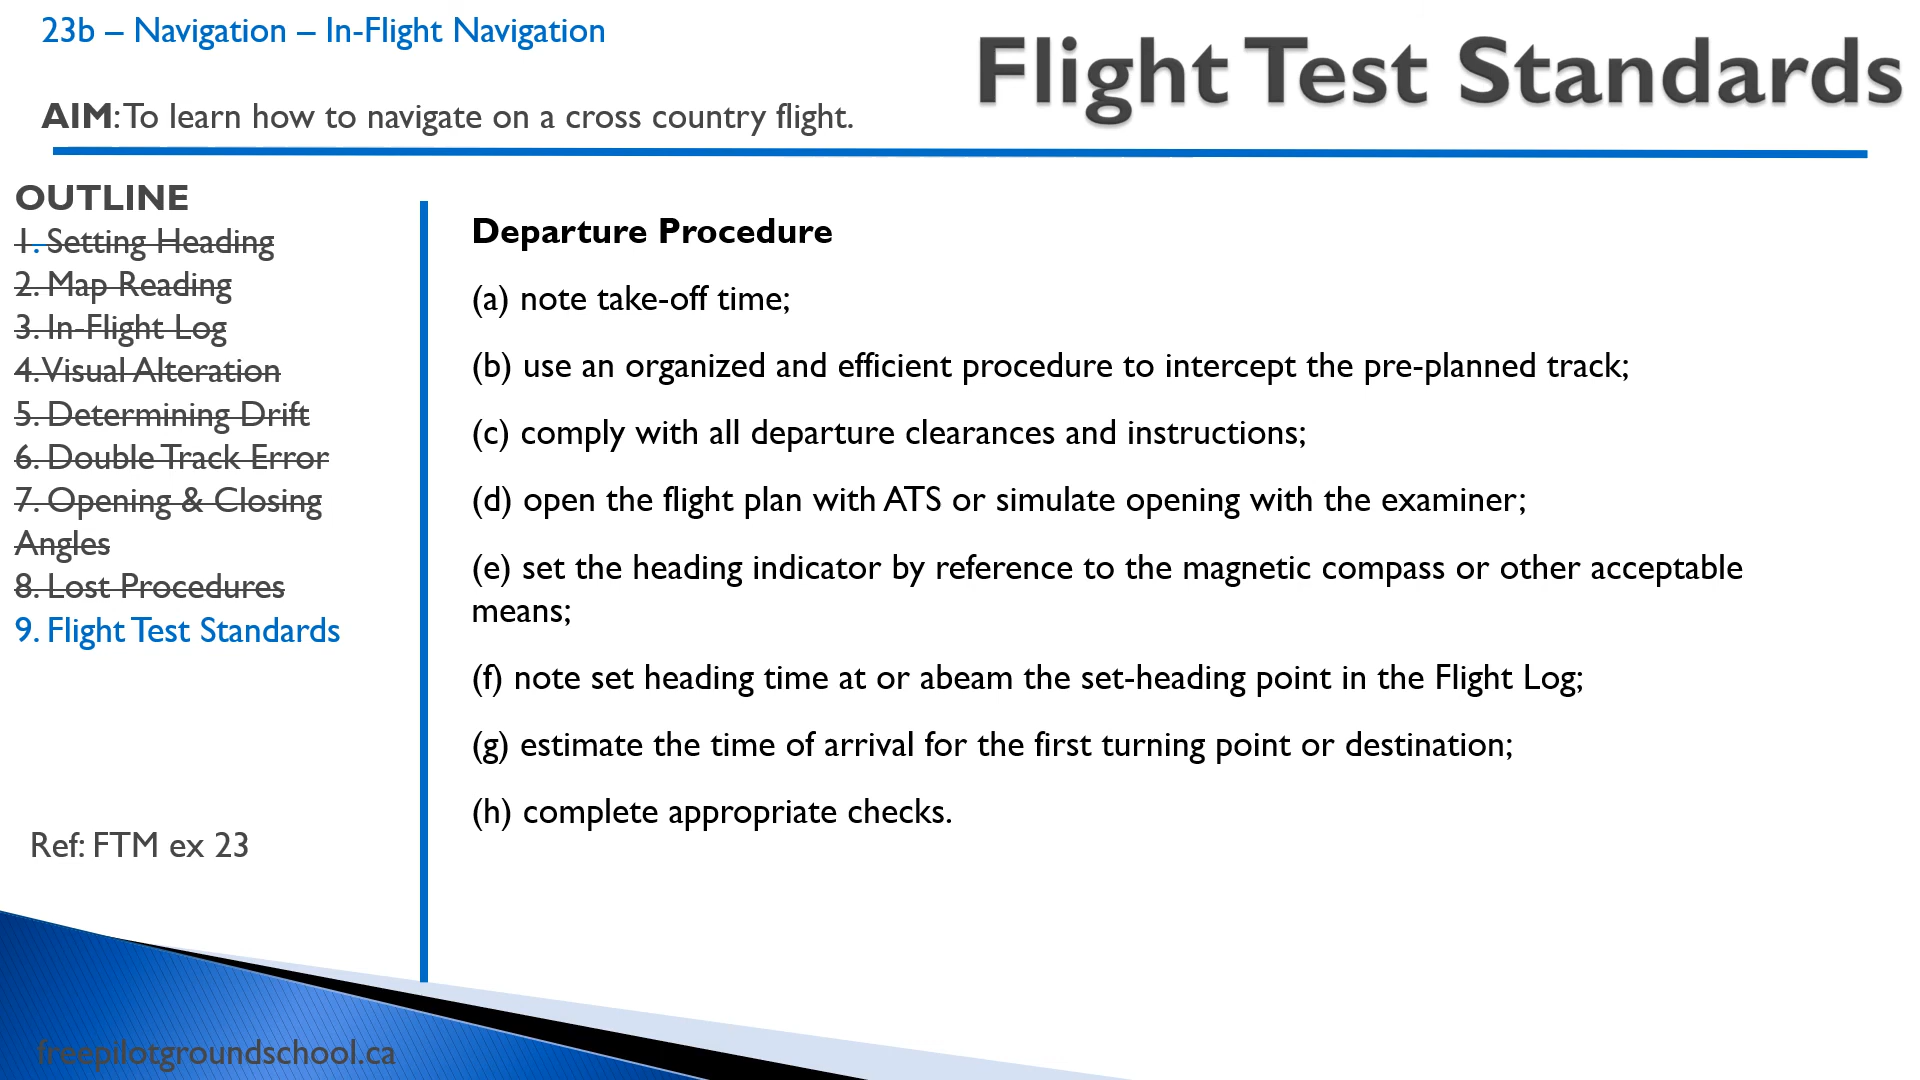 23b – Navigation – In-Flight Navigation
Flight Test Standards
AIM: To learn how to navigate on a cross country flight.
OUTLINE
1. Setting Heading
2. Map Reading
3. In-Flight Log
4. Visual Alteration
5. Determining Drift
6. Double Track Error
7. Opening & Closing
Angles
8. Lost Procedures
9. Flight Test Standards
Ref: FTM ex 23
Departure Procedure
(a) note take-off time;
(b) use an organized and efficient procedure to intercept the pre-planned track;
(c) comply with all departure clearances and instructions;
(d) open the flight plan with ATS or simulate opening with the examiner;
(e) set the heading indicator by reference to the magnetic compass or other acceptable
means;
(f) note set heading time at or abeam the set-heading point in the Flight Log;
(g) estimate the time of arrival for the first turning point or destination;
(h) complete appropriate checks.
freepilotgroundschool.ca